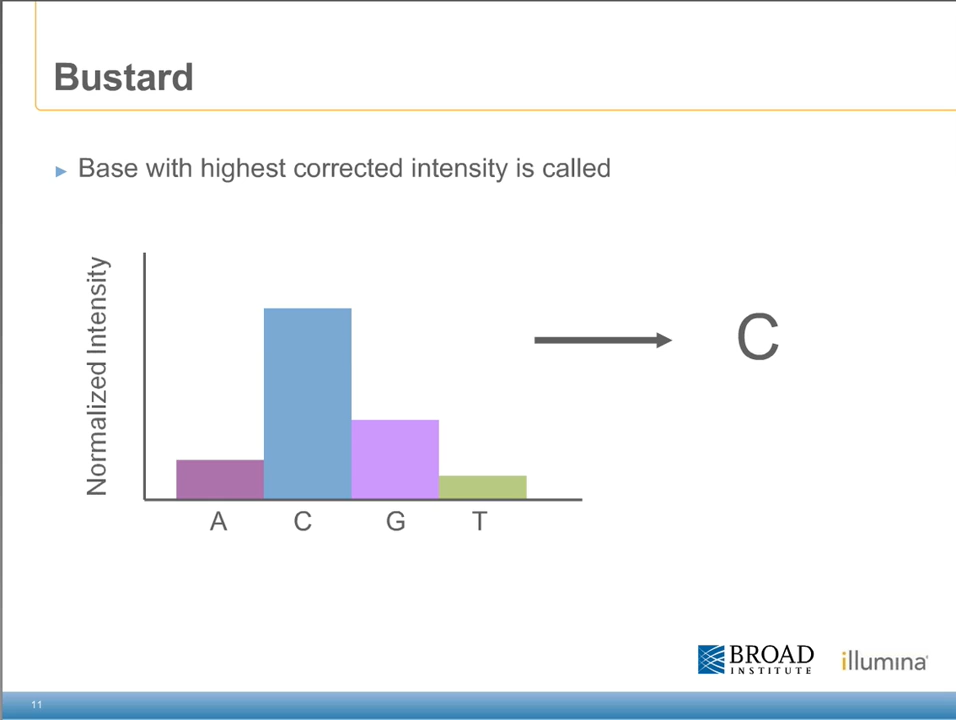 Bustard
Base with highest corrected intensity is called
Normalized Intensity
C
A C G T
BROAD
INSTITUTE
illumina
11